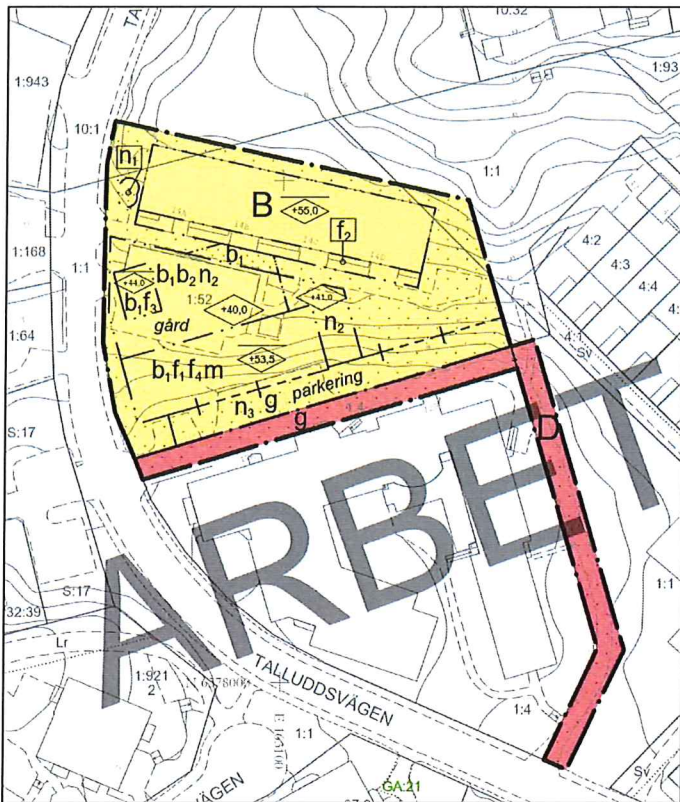 TA
10:32
1:943
1:93
10:1
n₁
1:1
B
+55,0
4:2
f₂
1:168
4:3
b₁
1:1
4:4
+44,0
b₁b₂n₂
+41,0
b₁f₃
1:52
+40,0
n₂
gård
4:1
1:64
Sv
+53,5
b₁f₁f₄m
parkering
n₃ g
g
D
S:17
ARBET
S:17
1:1
32:39
Lr
1:921
2
TALLUDDSVÄGEN
1:4
1:1
VÄGEN
GA:21
Sv